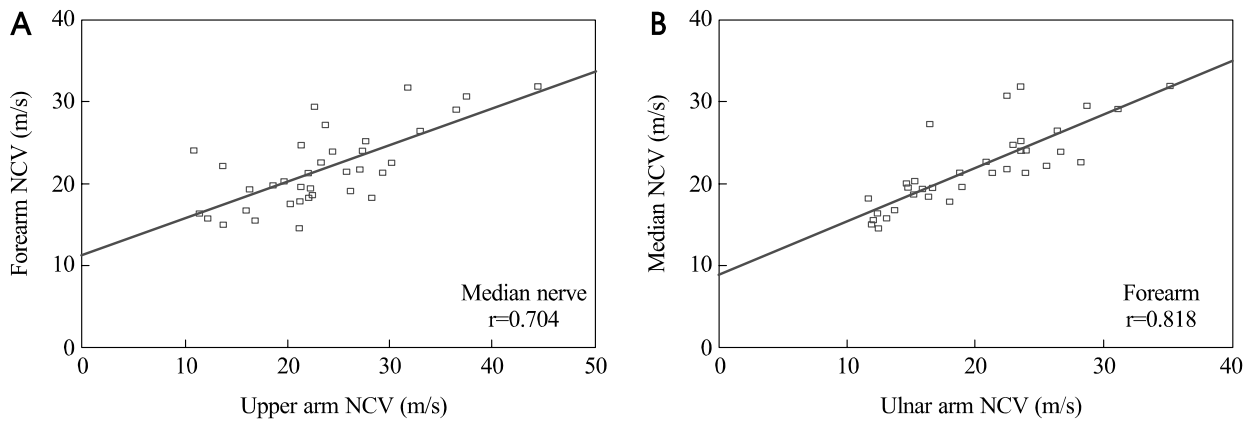 A
40
30
20
10
0
Forearm NCV (m/s)
Median nerve
r=0.704
0 10 20 30 40 50
Upper arm NCV (m/s)
B
40
30
20
10
0
Median NCV (m/s)
Forearm
r=0.818
0 10 20 30 40
Ulnar arm NCV (m/s)